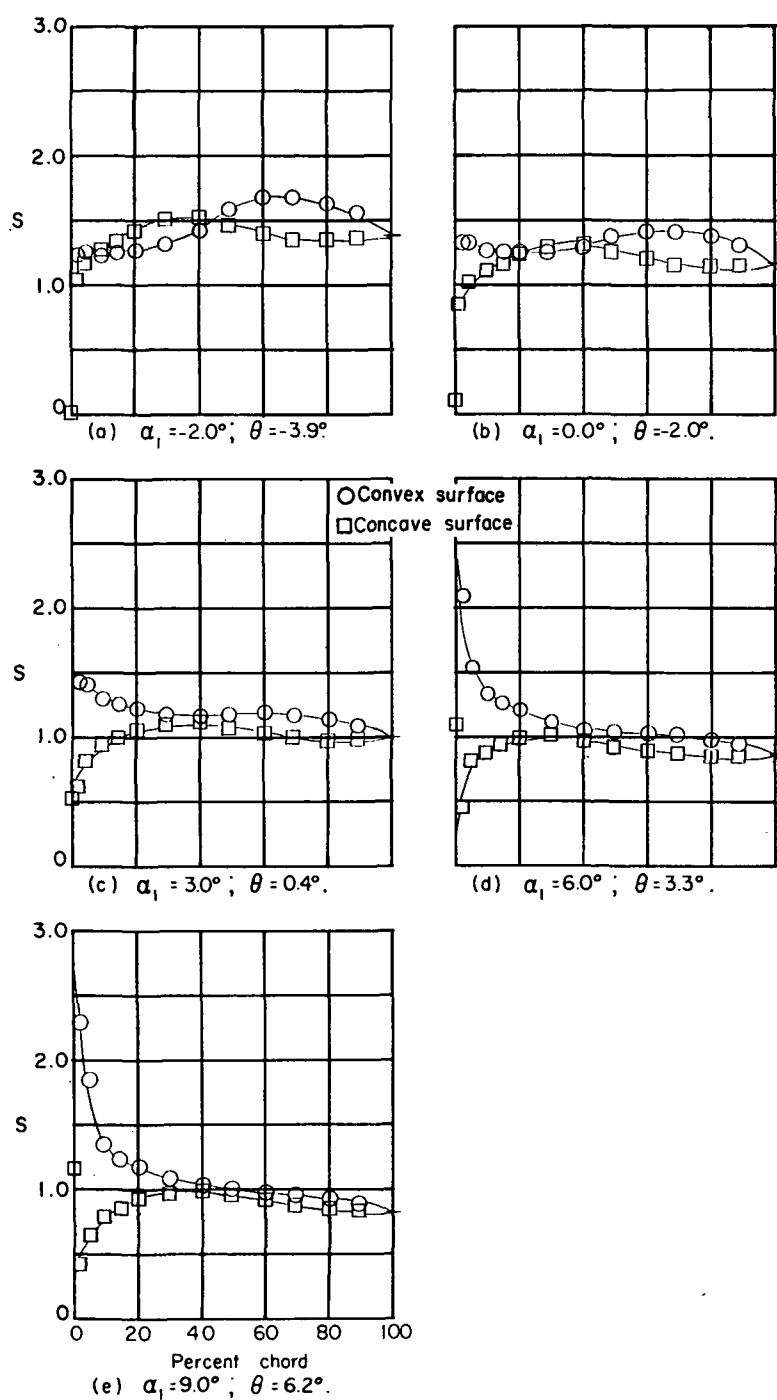 3.0
2.0
S
1.0
0
(a) α₁ = -2.0°; θ = -3.9°.
(b) α₁ = 0.0°; θ = -2.0°.
3.0
○ Convex surface
□ Concave surface
2.0
S
1.0
0
(c) α₁ = 3.0°; θ = 0.4°.
(d) α₁ = 6.0°; θ = 3.3°.
3.0
2.0
S
1.0
0
0 20 40 60 80 100
Percent chord
(e) α₁ = 9.0°; θ = 6.2°.